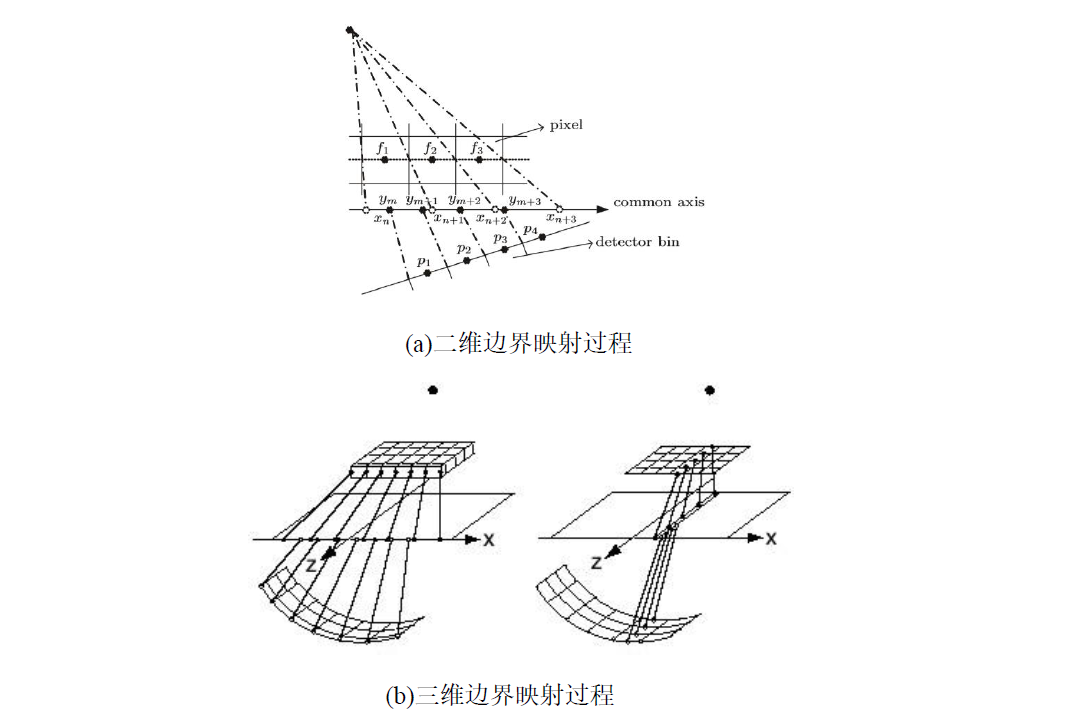 pixel
f₁ f₂ f₃
yₘ yₘ₊₁ yₘ₊₂ yₘ₊₃
common axis
xₙ xₙ₊₁ xₙ₊₂ xₙ₊₃
p₁ p₂ p₃ p₄
detector bin
(a)二维边界映射过程
X X
Z Z
(b)三维边界映射过程